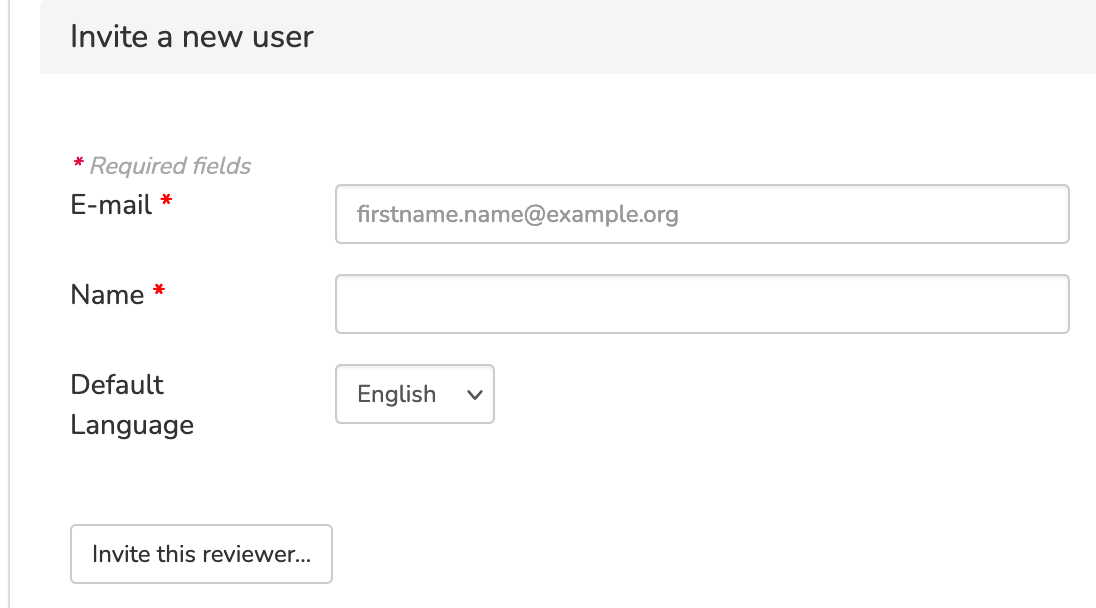 Invite a new user
* Required fields
E-mail *
firstname.name@example.org
Name *
Default
Language
English
Invite this reviewer...